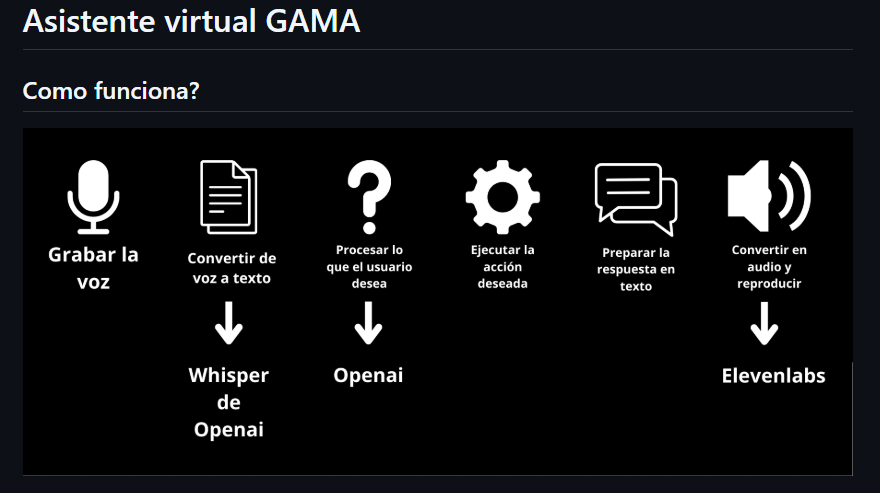 Asistente virtual GAMA
Como funciona?
Grabar la
voz
Convertir de
voz a texto
Procesar lo
que el usuario
desea
Ejecutar la
acción
deseada
Preparar la
respuesta en
texto
Convertir en
audio y
reproducir
Whisper
de
Openai
Openai
Elevenlabs